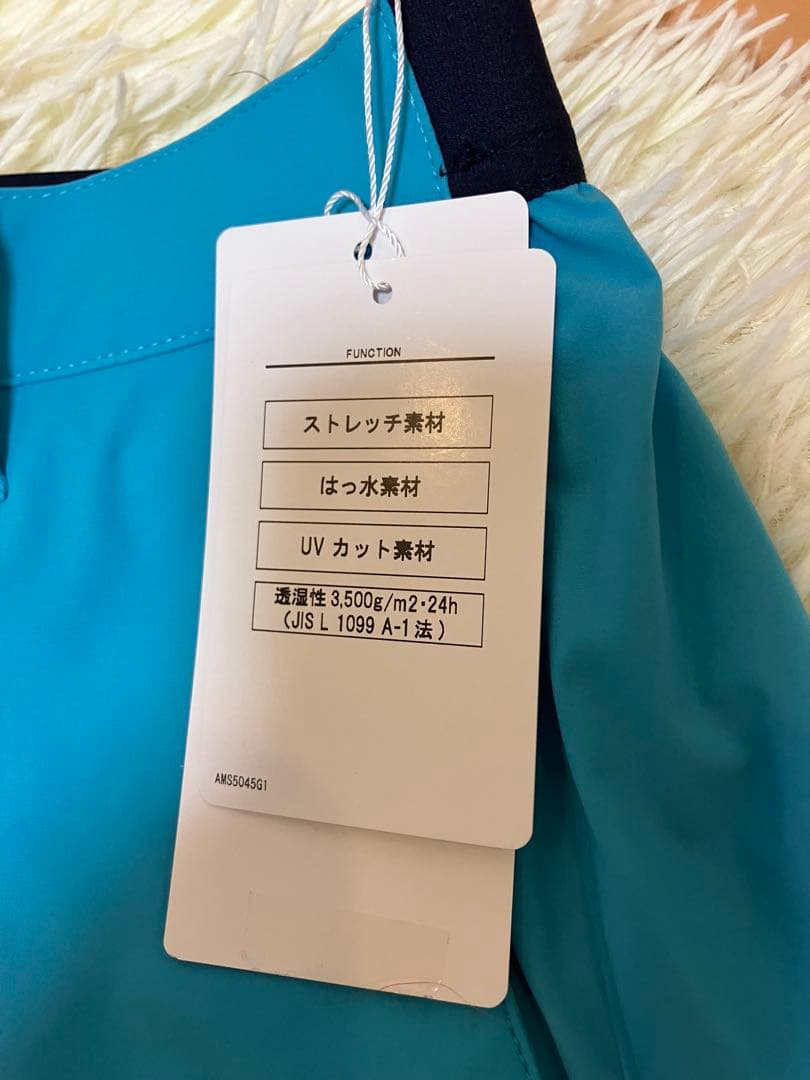 FUNCTION
ストレッチ素材
はっ水素材
UV カット素材
透湿性 3,500g/m2・24h
(JIS L 1099 A-1 法)
AMS5045G1